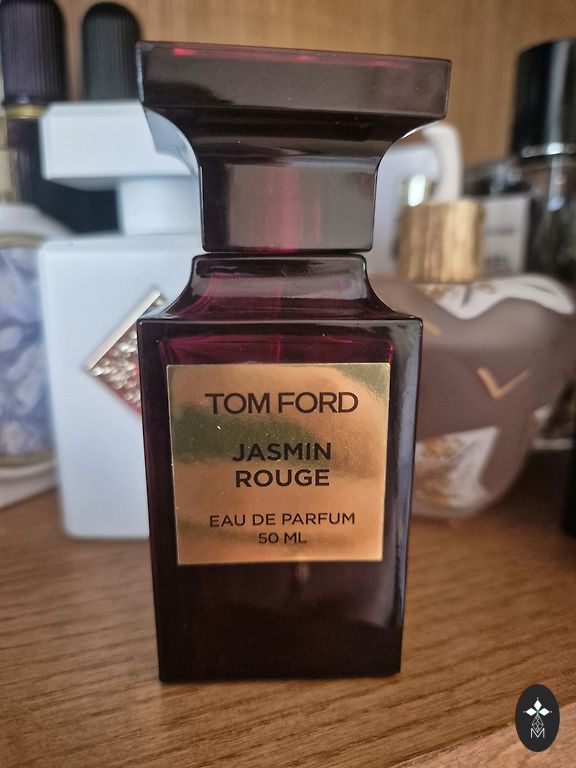 TOM FORD
JASMIN
ROUGE
EAU DE PARFUM
50 ML
M